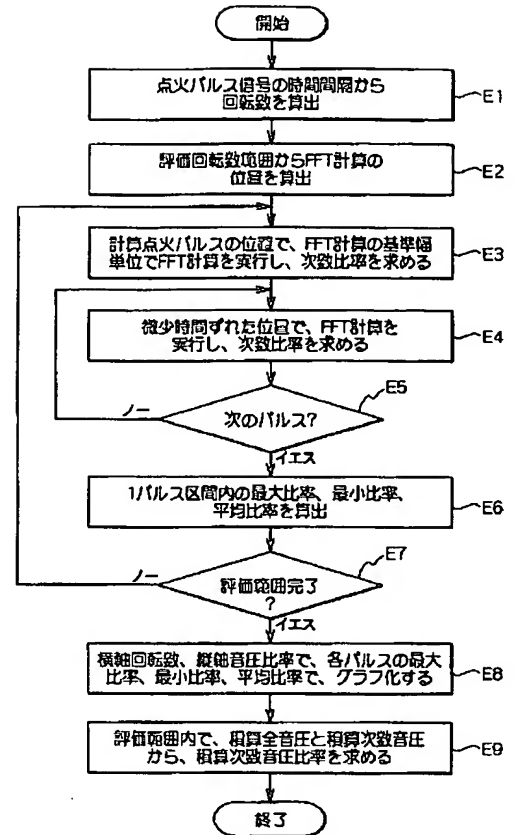 開始
点火パルス信号の時間間隔から
回転数を算出
E1
評価回転数範囲からFFT計算の
位置を算出
E2
計算点火パルスの位置で、FFT計算の基準幅
単位でFFT計算を実行し、次数比率を求める
E3
微少時間ずれた位置で、FFT計算を
実行し、次数比率を求める
E4
次のパルス?
E5
ノー
イエス
1パルス区間内の最大比率、最小比率、
平均比率を算出
E6
評価範囲完了
?
E7
ノー
イエス
横軸回転数、縦軸音圧比率で、各パルスの最大
比率、最小比率、平均比率で、グラフ化する
E8
評価範囲内で、積算全音圧と積算次数音圧
から、積算次数音圧比率を求める
E9
終了